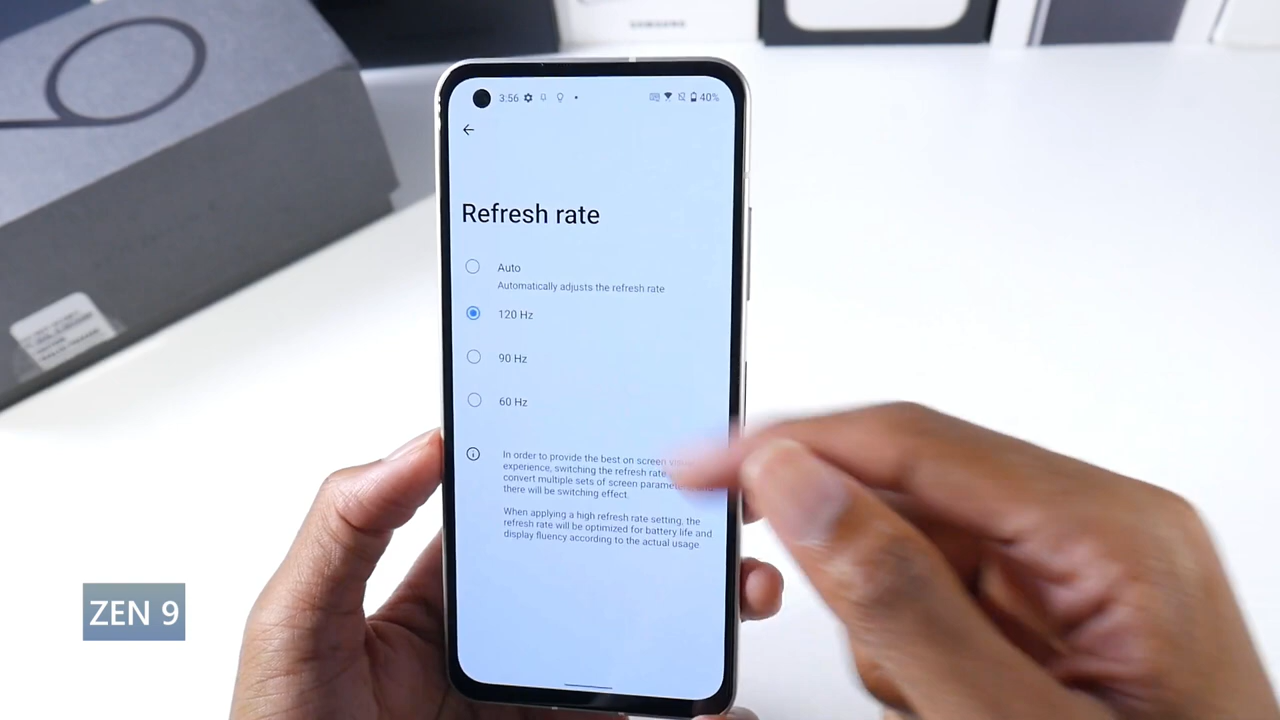 SAMSUNG
3:56
40%
Refresh rate
Auto
Automatically adjusts the refresh rate
120 Hz
90 Hz
60 Hz
In order to provide the best on screen
experience, switching the refresh rate
convert multiple sets of screen
there will be switching effect.
When applying a high refresh rate setting, the
refresh rate will be optimized for battery life and
display fluency according to the actual usage
ZEN 9